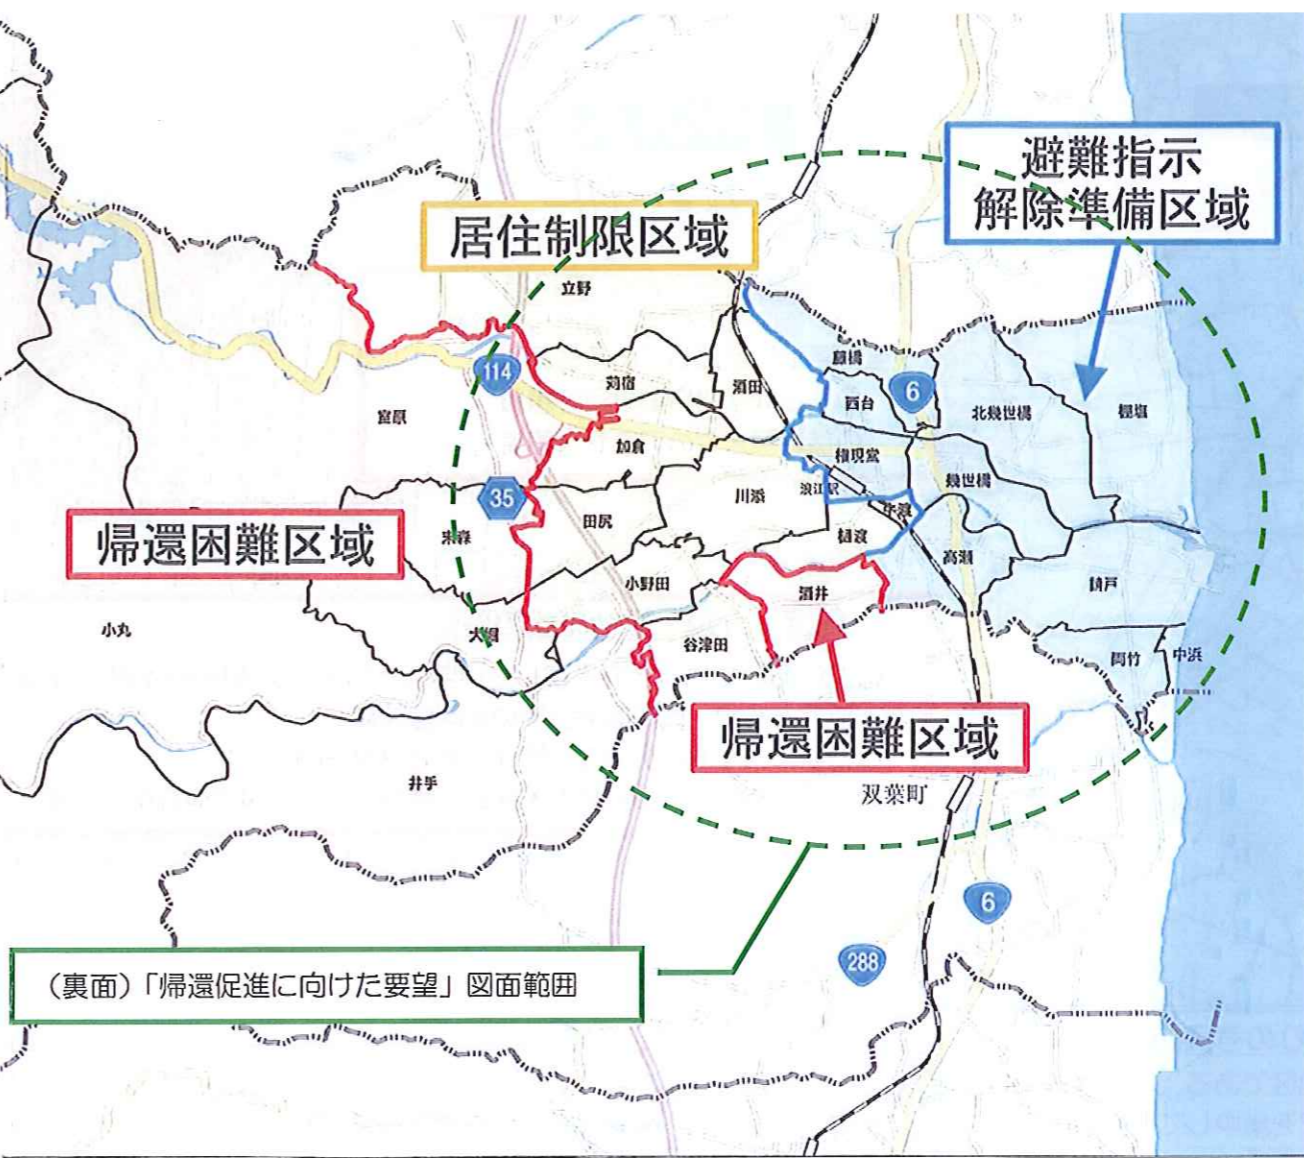 避難指示
解除準備区域
居住制限区域
立野
藤橋
114
苅宿
酒田
西台
6
北幾世橋
棚塩
室原
加倉
権現堂
川添
浪江駅
幾世橋
35
田尻
牛渡
樋渡
高瀬
帰還困難区域
末森
小野田
酒井
請戸
小丸
大堀
谷津田
両竹
中浜
帰還困難区域
井手
双葉町
6
288
（裏面）「帰還促進に向けた要望」図面範囲